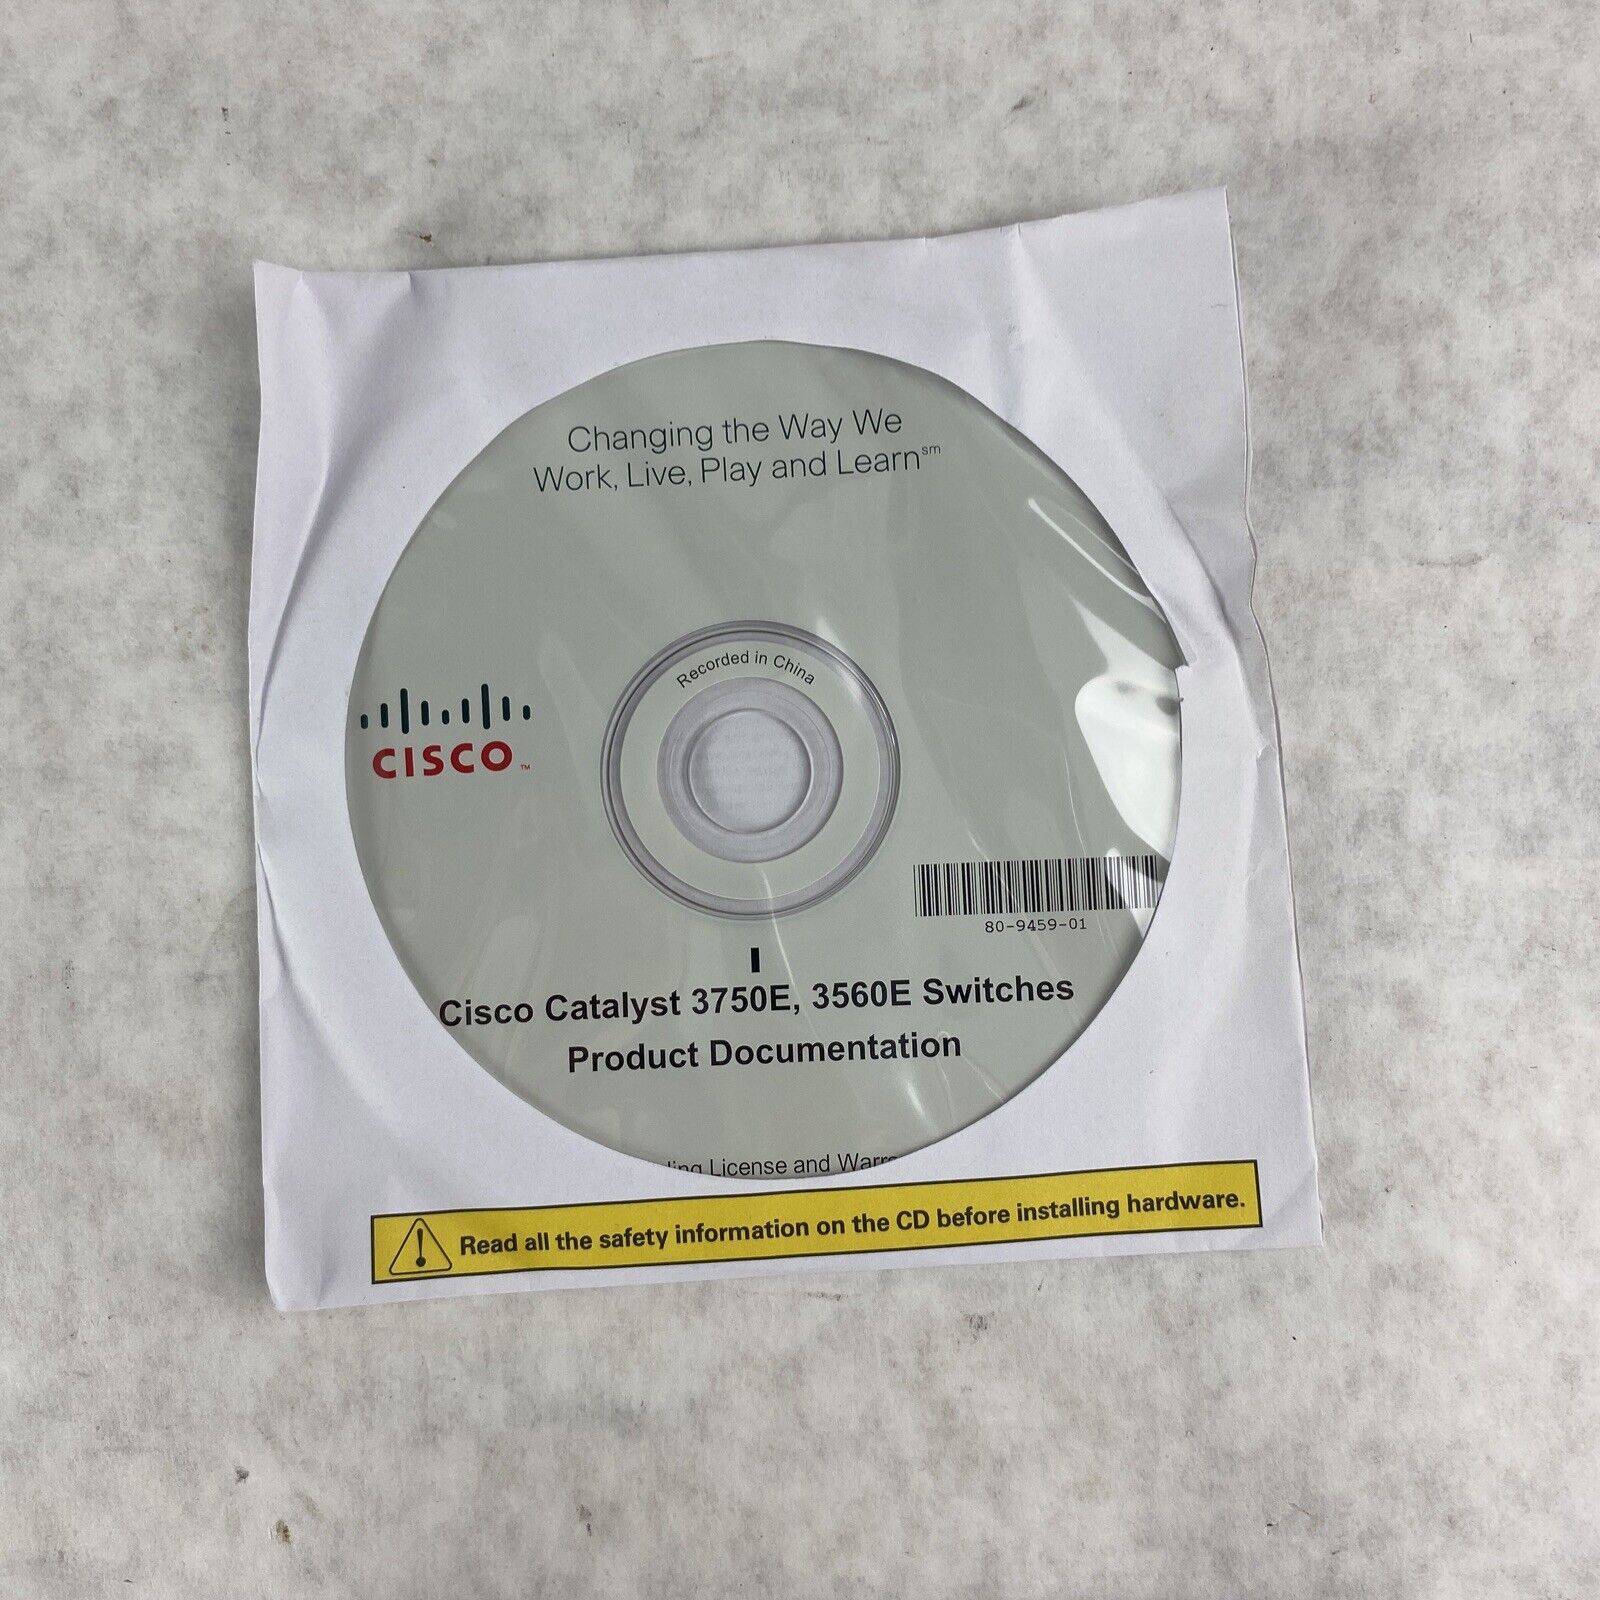 Changing the Way We
Work, Live, Play and Learn℠
Recorded in China
CISCO™
80-9459-01
Cisco Catalyst 3750E, 3560E Switches
Product Documentation
License and
Read all the safety information on the CD before installing hardware.